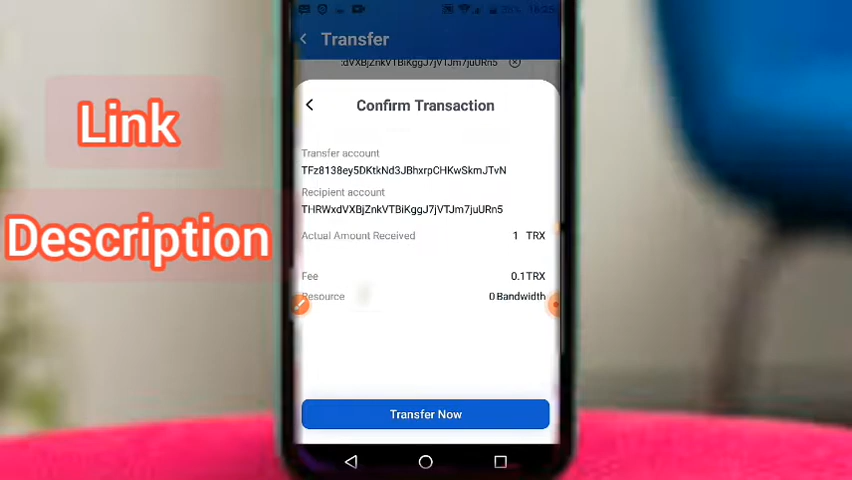 Transfer
:dVXBjZnkVTBiKggJ7jVTJm7juURn5
Link
Description
Confirm Transaction
Transfer account
TFz8138ey5DKtkNd3JBhxrpCHKwSkmJTvN
Recipient account
THRWxdVXBjZnkVTBiKggJ7jVTJm7juURn5
Actual Amount Received 1 TRX
Fee 0.1TRX
Resource 0 Bandwidth
Transfer Now